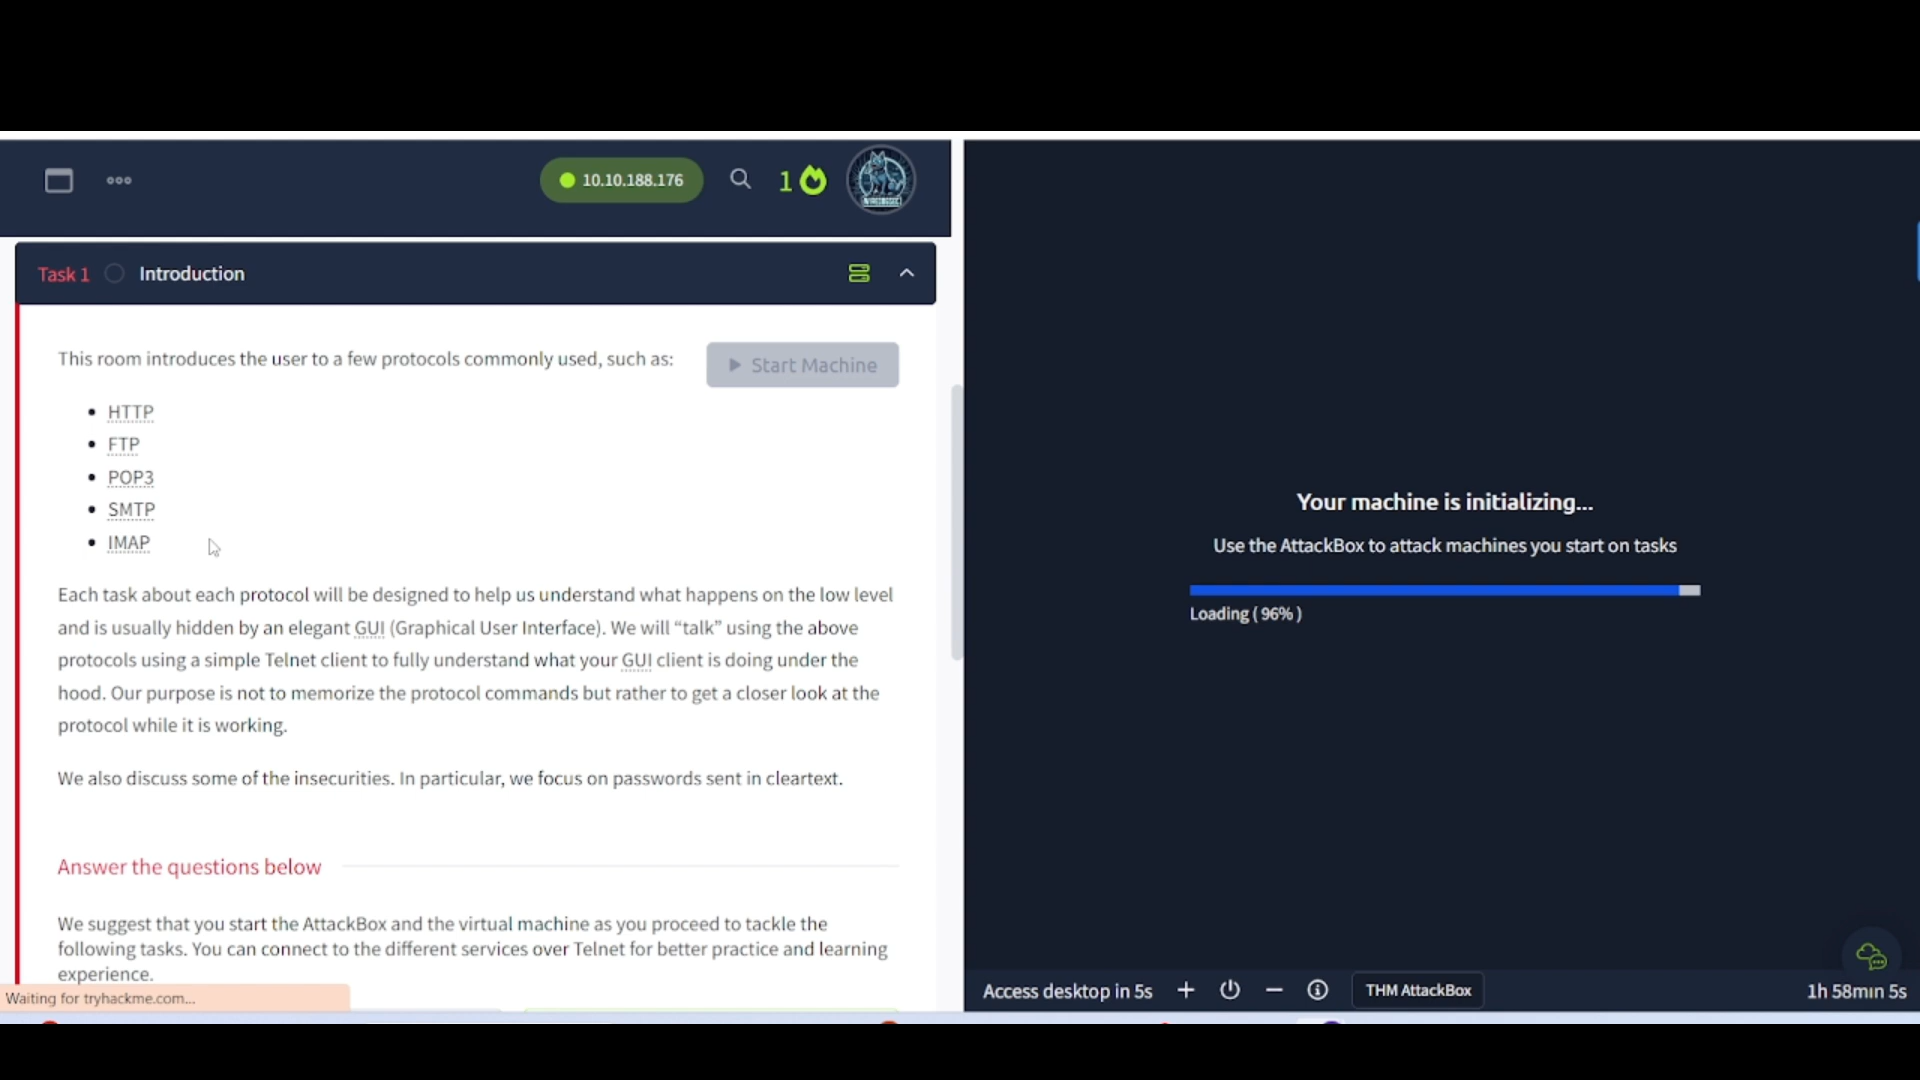 10.10.188.176
1
Task 1 Introduction
This room introduces the user to a few protocols commonly used, such as:
Start Machine
HTTP
FTP
POP3
SMTP
IMAP
Each task about each protocol will be designed to help us understand what happens on the low level
and is usually hidden by an elegant GUI (Graphical User Interface). We will “talk” using the above
protocols using a simple Telnet client to fully understand what your GUI client is doing under the
hood. Our purpose is not to memorize the protocol commands but rather to get a closer look at the
protocol while it is working.
We also discuss some of the insecurities. In particular, we focus on passwords sent in cleartext.
Answer the questions below
We suggest that you start the AttackBox and the virtual machine as you proceed to tackle the
following tasks. You can connect to the different services over Telnet for better practice and learning
experience.
Waiting for tryhackme.com...
Your machine is initializing...
Use the AttackBox to attack machines you start on tasks
Loading ( 96% )
Access desktop in 5s
THM AttackBox
1h 58min 5s